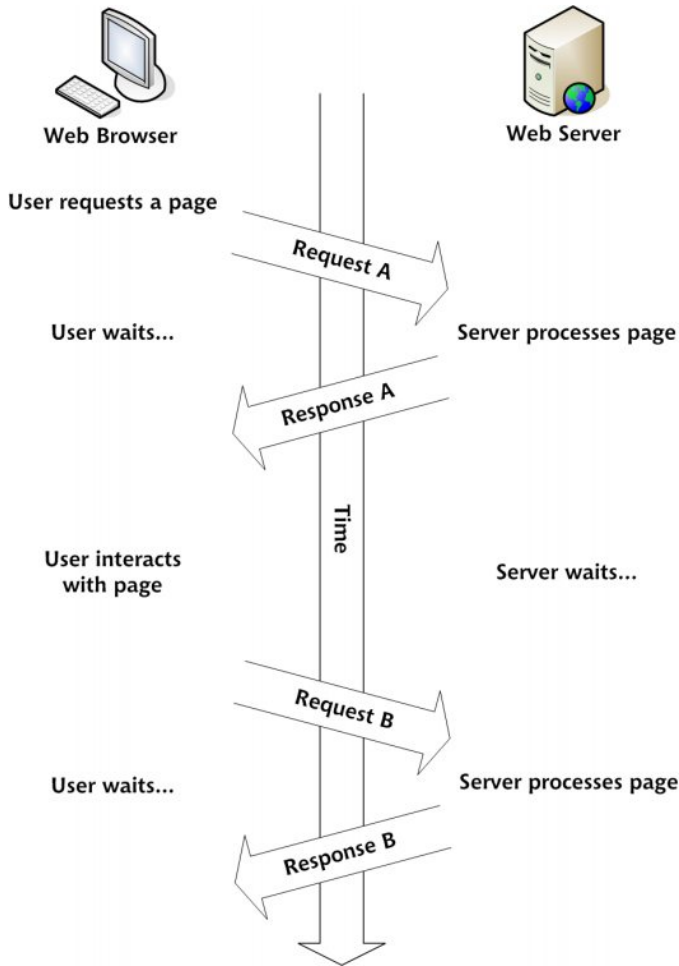 Web Browser
Web Server
User requests a page
Request A
User waits...
Server processes page
Response A
Time
User interacts
with page
Server waits...
Request B
User waits...
Server processes page
Response B